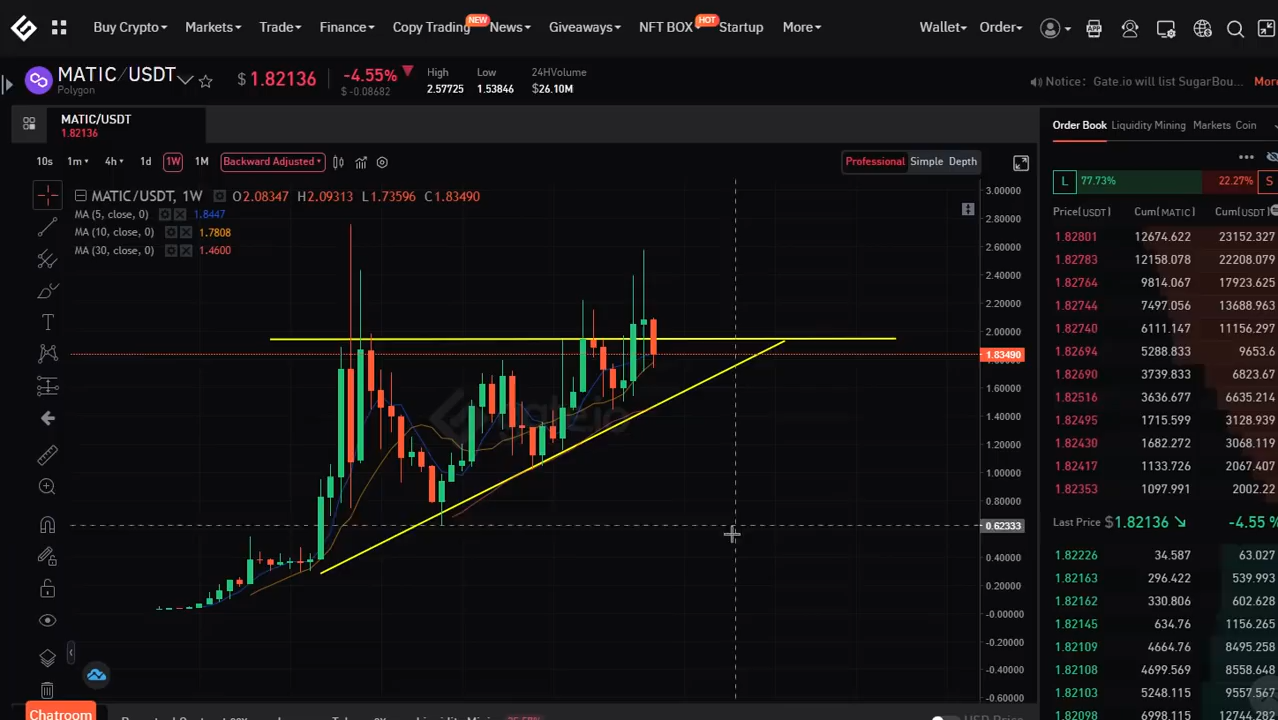 Buy Crypto Markets Trade Finance Copy Trading NEW News Giveaways NFT BOX HOT Startup More Wallet Order
MATIC/USDT $ 1.82136 -4.55% High Low 24HVolume
Polygon $ -0.08682 2.57725 1.53846 $26.10M
Notice: Gate.io will list SugarBou... More
MATIC/USDT
1.82136
10s 1m 4h 1d 1W 1M Backward Adjusted Professional Simple Depth
MATIC/USDT, 1W O2.08347 H2.09313 L1.73596 C1.83490
MA (5, close, 0) 1.8447
MA (10, close, 0) 1.7808
MA (30, close, 0) 1.4600
gate.io
3.00000
2.80000
2.60000
2.40000
2.20000
2.00000
1.83490
1.60000
1.40000
1.20000
1.00000
0.80000
0.62333
0.40000
0.20000
-0.00000
-0.20000
-0.40000
-0.60000
Order Book Liquidity Mining Markets Coin
L 77.73% 22.27% S
Price(USDT) Cum(MATIC) Cum(USDT)
1.82801 12674.622 23152.327
1.82783 12158.078 22208.079
1.82764 9814.067 17923.625
1.82744 7497.056 13688.963
1.82740 6111.147 11156.297
1.82694 5288.833 9653.6
1.82690 3739.839 6823.67
1.82516 3636.677 6635.214
1.82495 1715.599 3128.939
1.82430 1682.272 3068.119
1.82417 1133.726 2067.407
1.82353 1097.991 2002.22
Last Price $1.82136 -4.55 %
1.82226 34.587 63.027
1.82163 296.422 539.993
1.82162 330.806 602.628
1.82145 634.76 1156.265
1.82109 4664.76 8495.258
1.82108 4699.569 8558.648
1.82103 5248.115 9557.567
1.82098 6715.008 12744.282
Chatroom